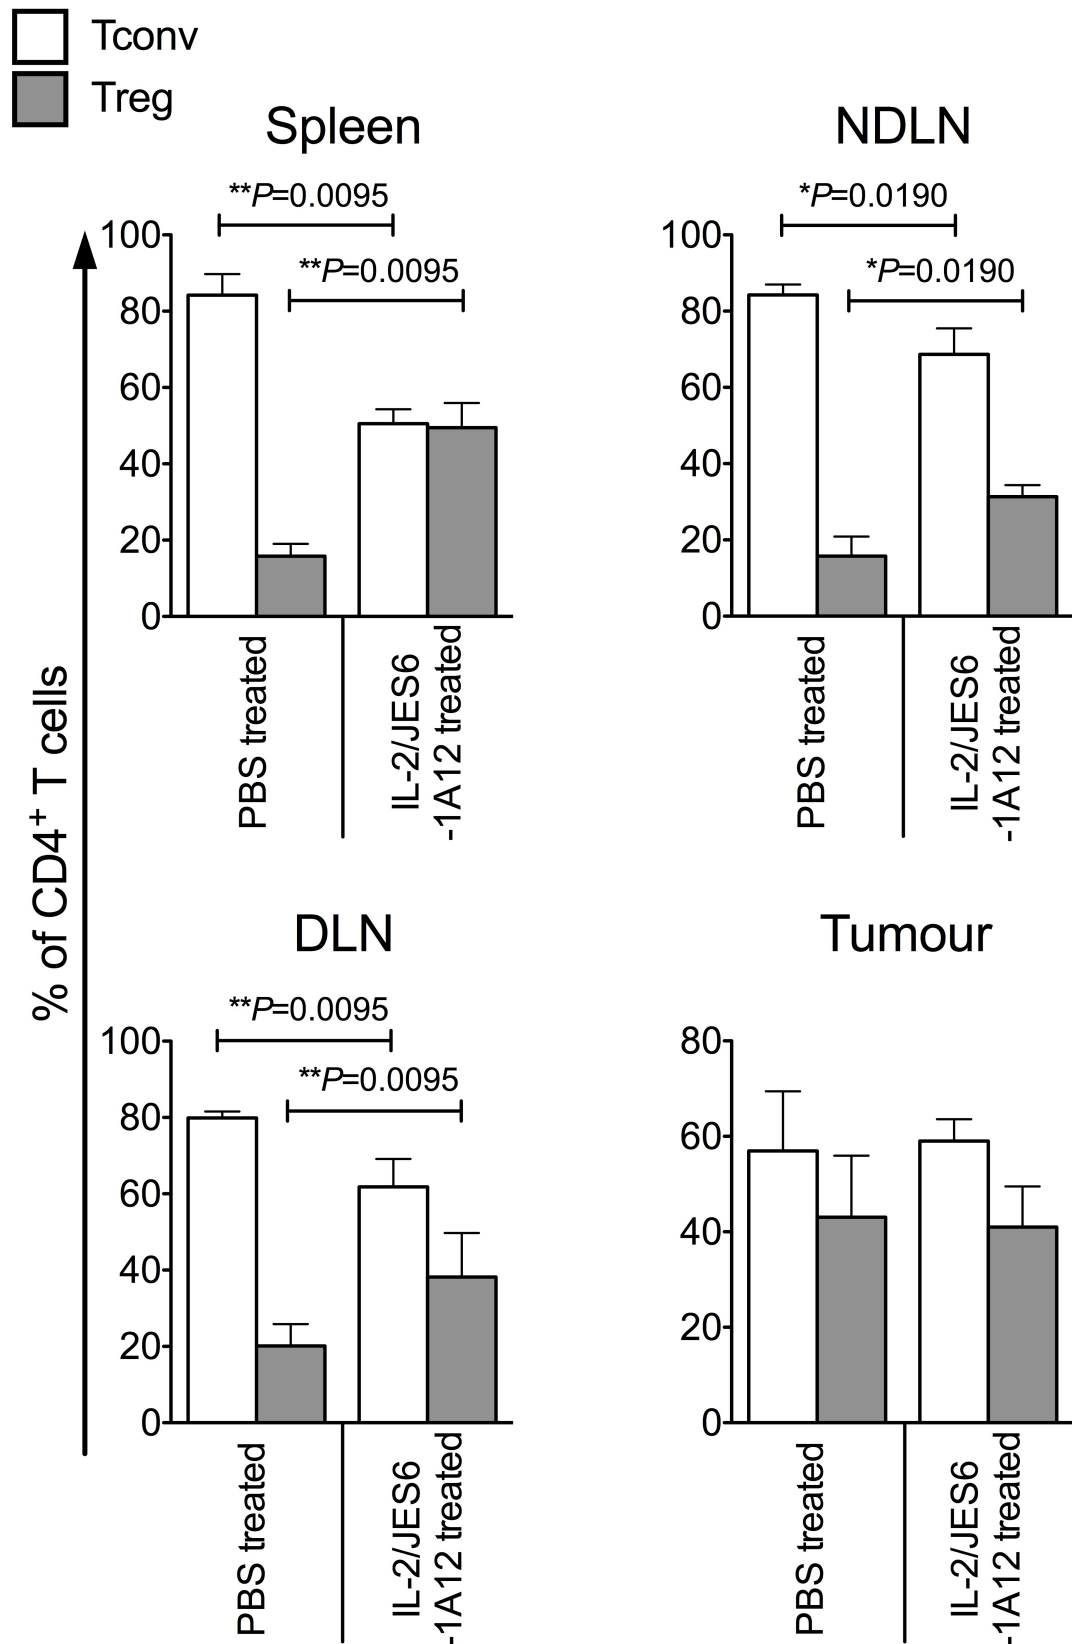 Tconv
Treg
% of CD4⁺ T cells
Spleen
**P=0.0095
**P=0.0095
100
80
60
40
20
0
PBS treated
IL-2/JES6
-1A12 treated
NDLN
*P=0.0190
*P=0.0190
100
80
60
40
20
0
PBS treated
IL-2/JES6
-1A12 treated
DLN
**P=0.0095
**P=0.0095
100
80
60
40
20
0
PBS treated
IL-2/JES6
-1A12 treated
Tumour
80
60
40
20
0
PBS treated
IL-2/JES6
-1A12 treated